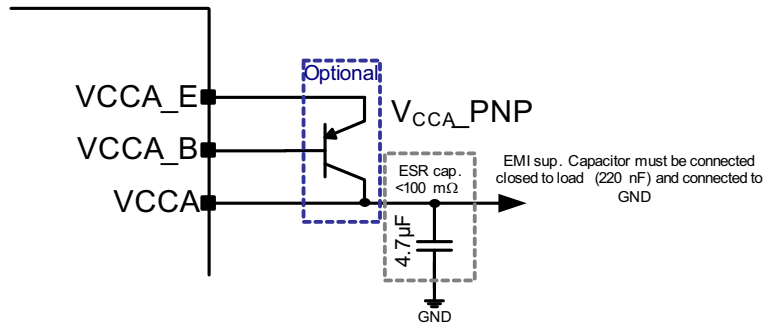 Optional
VCCA_E
VCCA_PNP
VCCA_B
ESR cap.
<100 mΩ
EMI sup. Capacitor must be connected
closed to load (220 nF) and connected to
GND
VCCA
4.7µF
GND